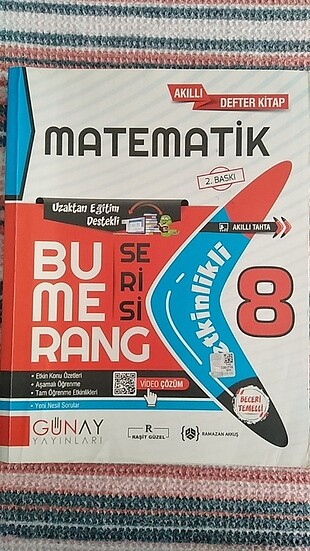 AKILLI
DEFTER KİTAP
MATEMATİK
2. BASKI
Uzaktan Eğitim
Destekli
AKILLI TAHTA
BU
ME
RANG
SE
Rİ
Sİ
Etkinlikli
8
• Etkin Konu Özetleri
• Aşamalı Öğrenme
• Tam Öğrenme Etkinlikleri
• Yeni Nesil Sorular
VİDEO ÇÖZÜM
BECERİ
TEMELLİ
GÜNAY
YAYINLARI
R
RAŞİT GÜZEL
RAMAZAN AKKUŞ